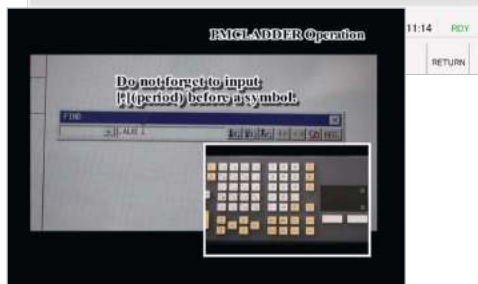 PMCLADDER Operation
11:14 RDY
RETURN
Do not forget to input
[.](period) before a symbol.
FIND